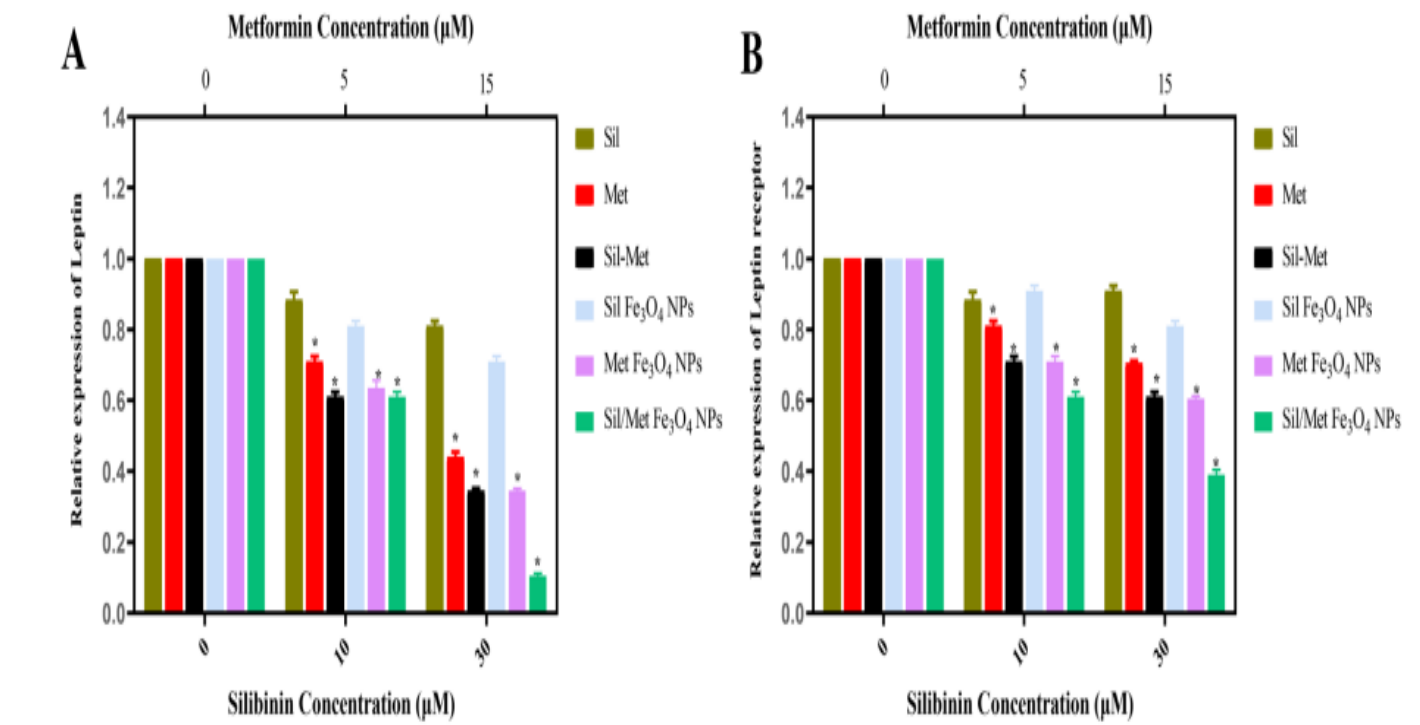 A
Metformin Concentration (µM)
0 5 15
1.4
1.2
1.0
0.8
0.6
0.4
0.2
0.0
Relative expression of Leptin
* * * *
* * * *
0 10 30
Silibinin Concentration (µM)
Sil
Met
Sil-Met
Sil Fe₃O₄ NPs
Met Fe₃O₄ NPs
Sil/Met Fe₃O₄ NPs
B
Metformin Concentration (µM)
0 5 15
1.4
1.2
1.0
0.8
0.6
0.4
0.2
0.0
Relative expression of Leptin receptor
* * * *
* * * *
0 10 30
Silibinin Concentration (µM)
Sil
Met
Sil-Met
Sil Fe₃O₄ NPs
Met Fe₃O₄ NPs
Sil/Met Fe₃O₄ NPs